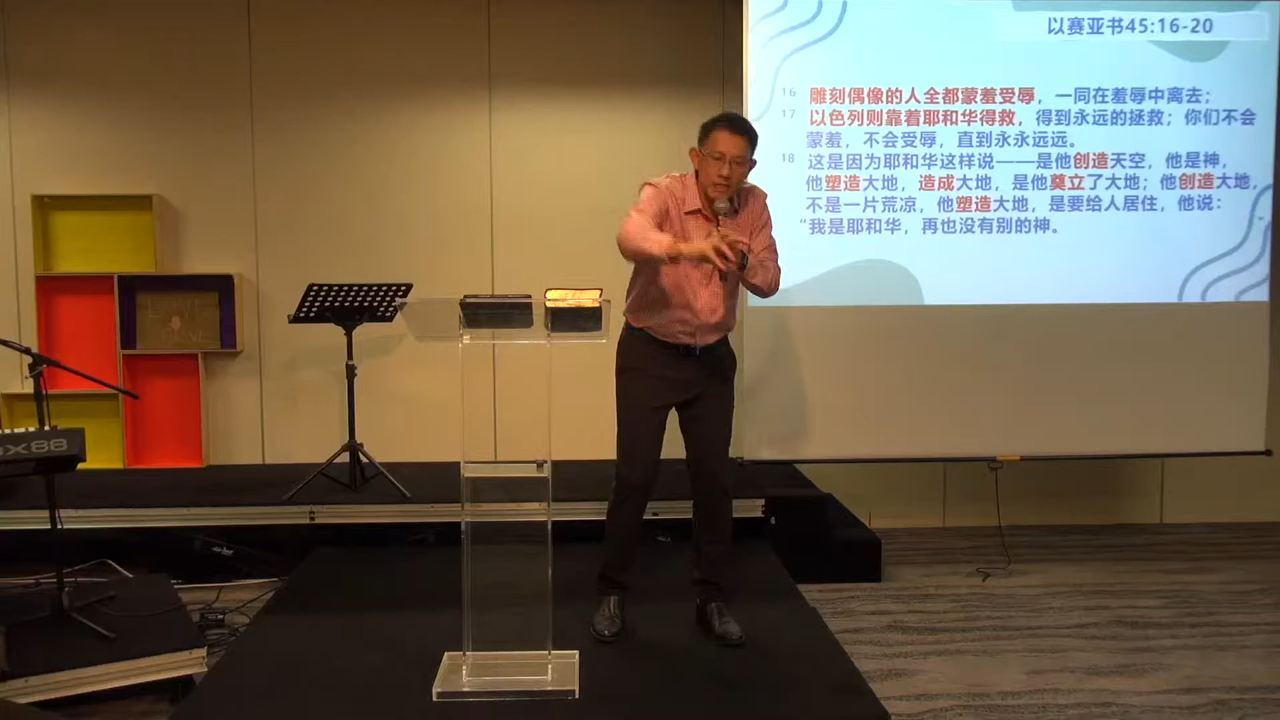 以赛亚书45:16-20
16 雕刻偶像的人全都蒙羞受辱，一同在羞辱中离去；
17 以色列则靠着耶和华得救，得到永远的拯救；你们不会
蒙羞，不会受辱，直到永永远远。
18 这是因为耶和华这样说——是他创造天空，他是神，
他塑造大地，造成大地，是他奠立了大地；他创造大地，
不是一片荒凉，他塑造大地，是要给人居住，他说：
“我是耶和华，再也没有别的神。
X88